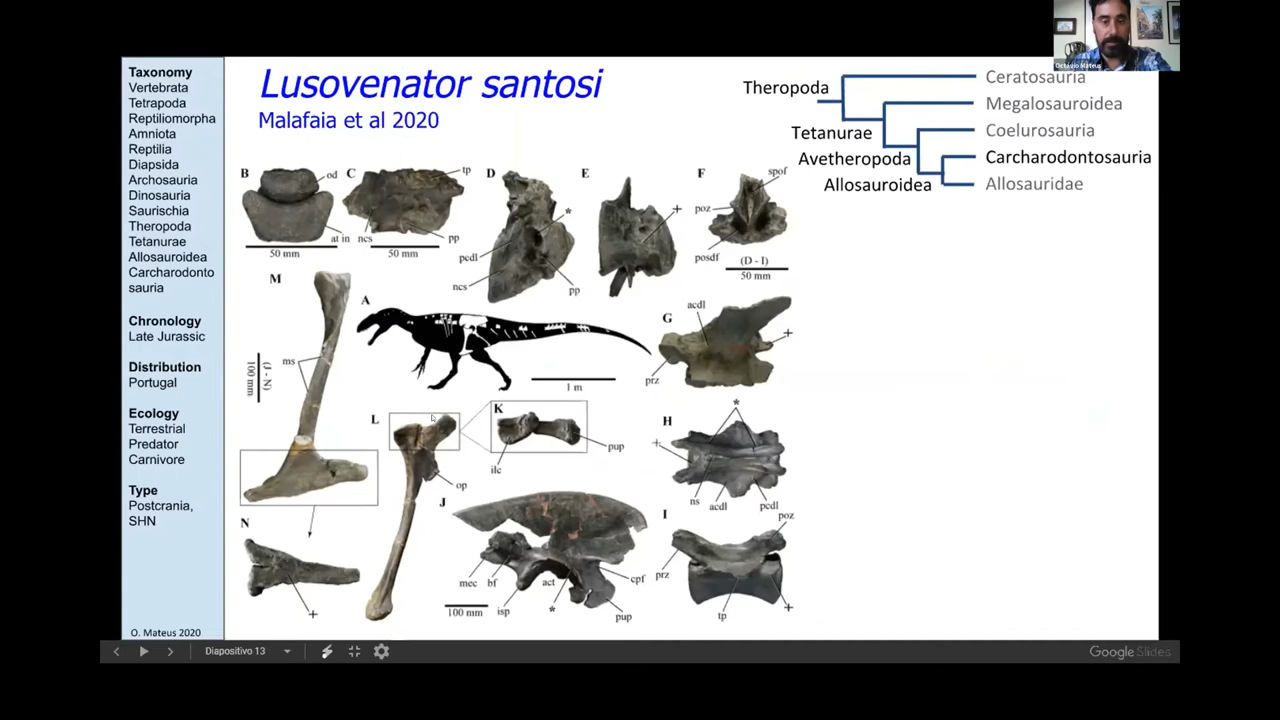 Octávio Mateus
Taxonomy
Vertebrata
Tetrapoda
Reptiliomorpha
Amniota
Reptilia
Diapsida
Archosauria
Dinosauria
Saurischia
Theropoda
Tetanurae
Allosauroidea
Carcharodonto
sauria
Chronology
Late Jurassic
Distribution
Portugal
Ecology
Terrestrial
Predator
Carnivore
Type
Postcrania,
SHN
O. Mateus 2020
Lusovenator santosi
Malafaia et al 2020
Theropoda
Tetanurae
Avetheropoda
Allosauroidea
Ceratosauria
Megalosauroidea
Coelurosauria
Carcharodontosauria
Allosauridae
B
od
at in
50 mm
C
tp
ncs
pp
50 mm
D
*
pcdl
ncs
pp
E
+
F
spof
poz
posdf
(D - I)
50 mm
M
ms
100 mm
(J - N)
A
1 m
G
acdl
+
prz
L
op
K
ilc
pup
H
*
+
ns
acdl
pcdl
N
+
J
mec
bf
isp
act
*
cpf
pup
100 mm
I
poz
prz
tp
+
Diapositivo 13
Google Slides